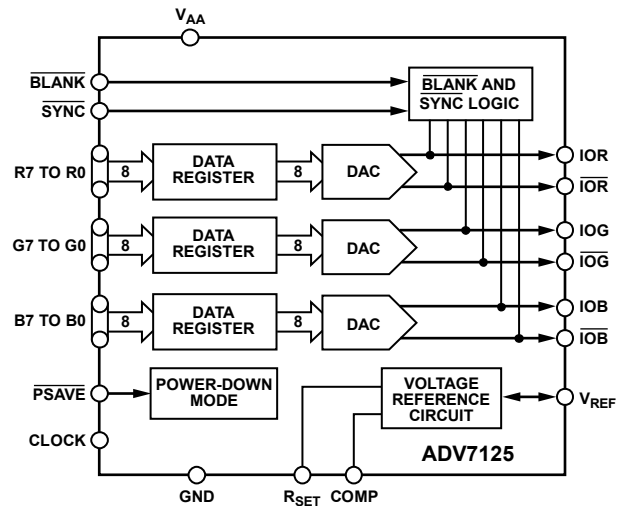 VAA
BLANK
SYNC
BLANK AND
SYNC LOGIC
R7 TO R0
8
DATA
REGISTER
8
DAC
IOR
IOR
G7 TO G0
8
DATA
REGISTER
8
DAC
IOG
IOG
B7 TO B0
8
DATA
REGISTER
8
DAC
IOB
IOB
PSAVE
POWER-DOWN
MODE
VOLTAGE
REFERENCE
CIRCUIT
VREF
CLOCK
ADV7125
GND
RSET
COMP